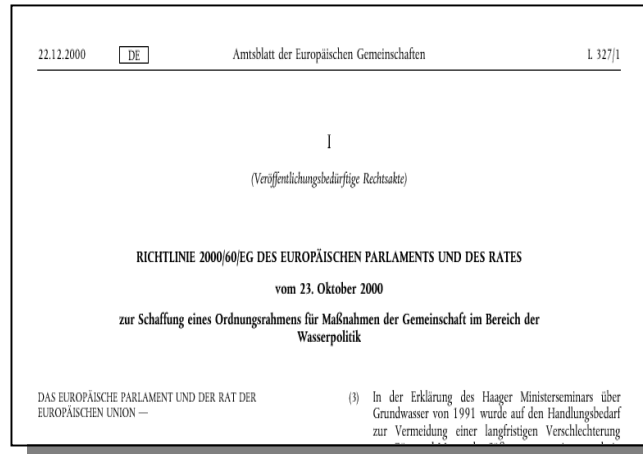 22.12.2000 DE Amtsblatt der Europäischen Gemeinschaften L 327/1
I
(Veröffentlichungsbedürftige Rechtsakte)
RICHTLINIE 2000/60/EG DES EUROPÄISCHEN PARLAMENTS UND DES RATES
vom 23. Oktober 2000
zur Schaffung eines Ordnungsrahmens für Maßnahmen der Gemeinschaft im Bereich der
Wasserpolitik
DAS EUROPÄISCHE PARLAMENT UND DER RAT DER
EUROPÄISCHEN UNION —
(3) In der Erklärung des Haager Ministerseminars über
Grundwasser von 1991 wurde auf den Handlungsbedarf
zur Vermeidung einer langfristigen Verschlechterung